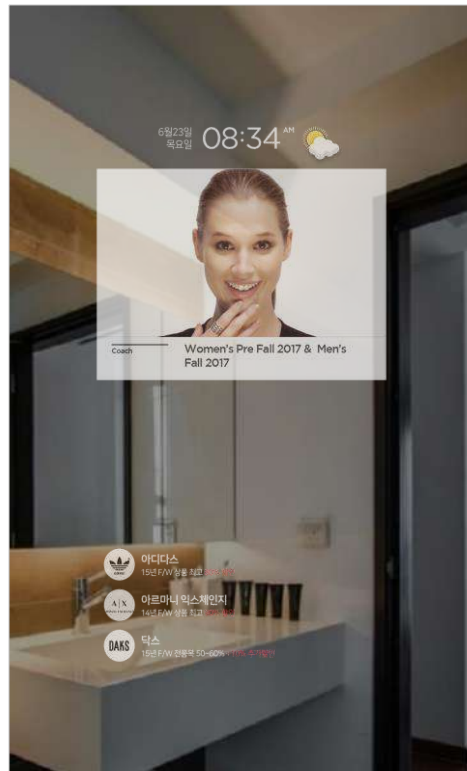 6월23일
목요일
08:34 AM
Coach
Women's Pre Fall 2017 & Men's
Fall 2017
아디다스
15년 F/W 상품 최고
A|X
아르마니 익스체인지
14년 F/W 상품 최고
DAKS
닥스
15년 F/W 전품목 50~60%